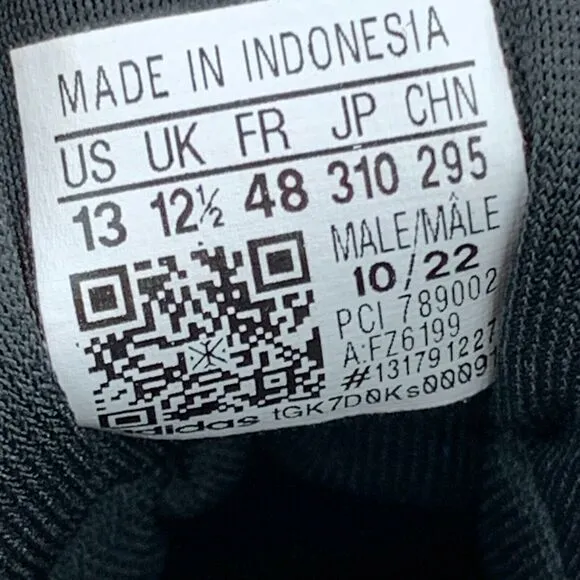 MADE IN INDONESIA
US UK FR JP CHN
13 12½ 48 310 295
MALE/MÂLE
10/22
PCI 789002
A:FZ6199
#131791227
tGK7D0Ks00091
adidas